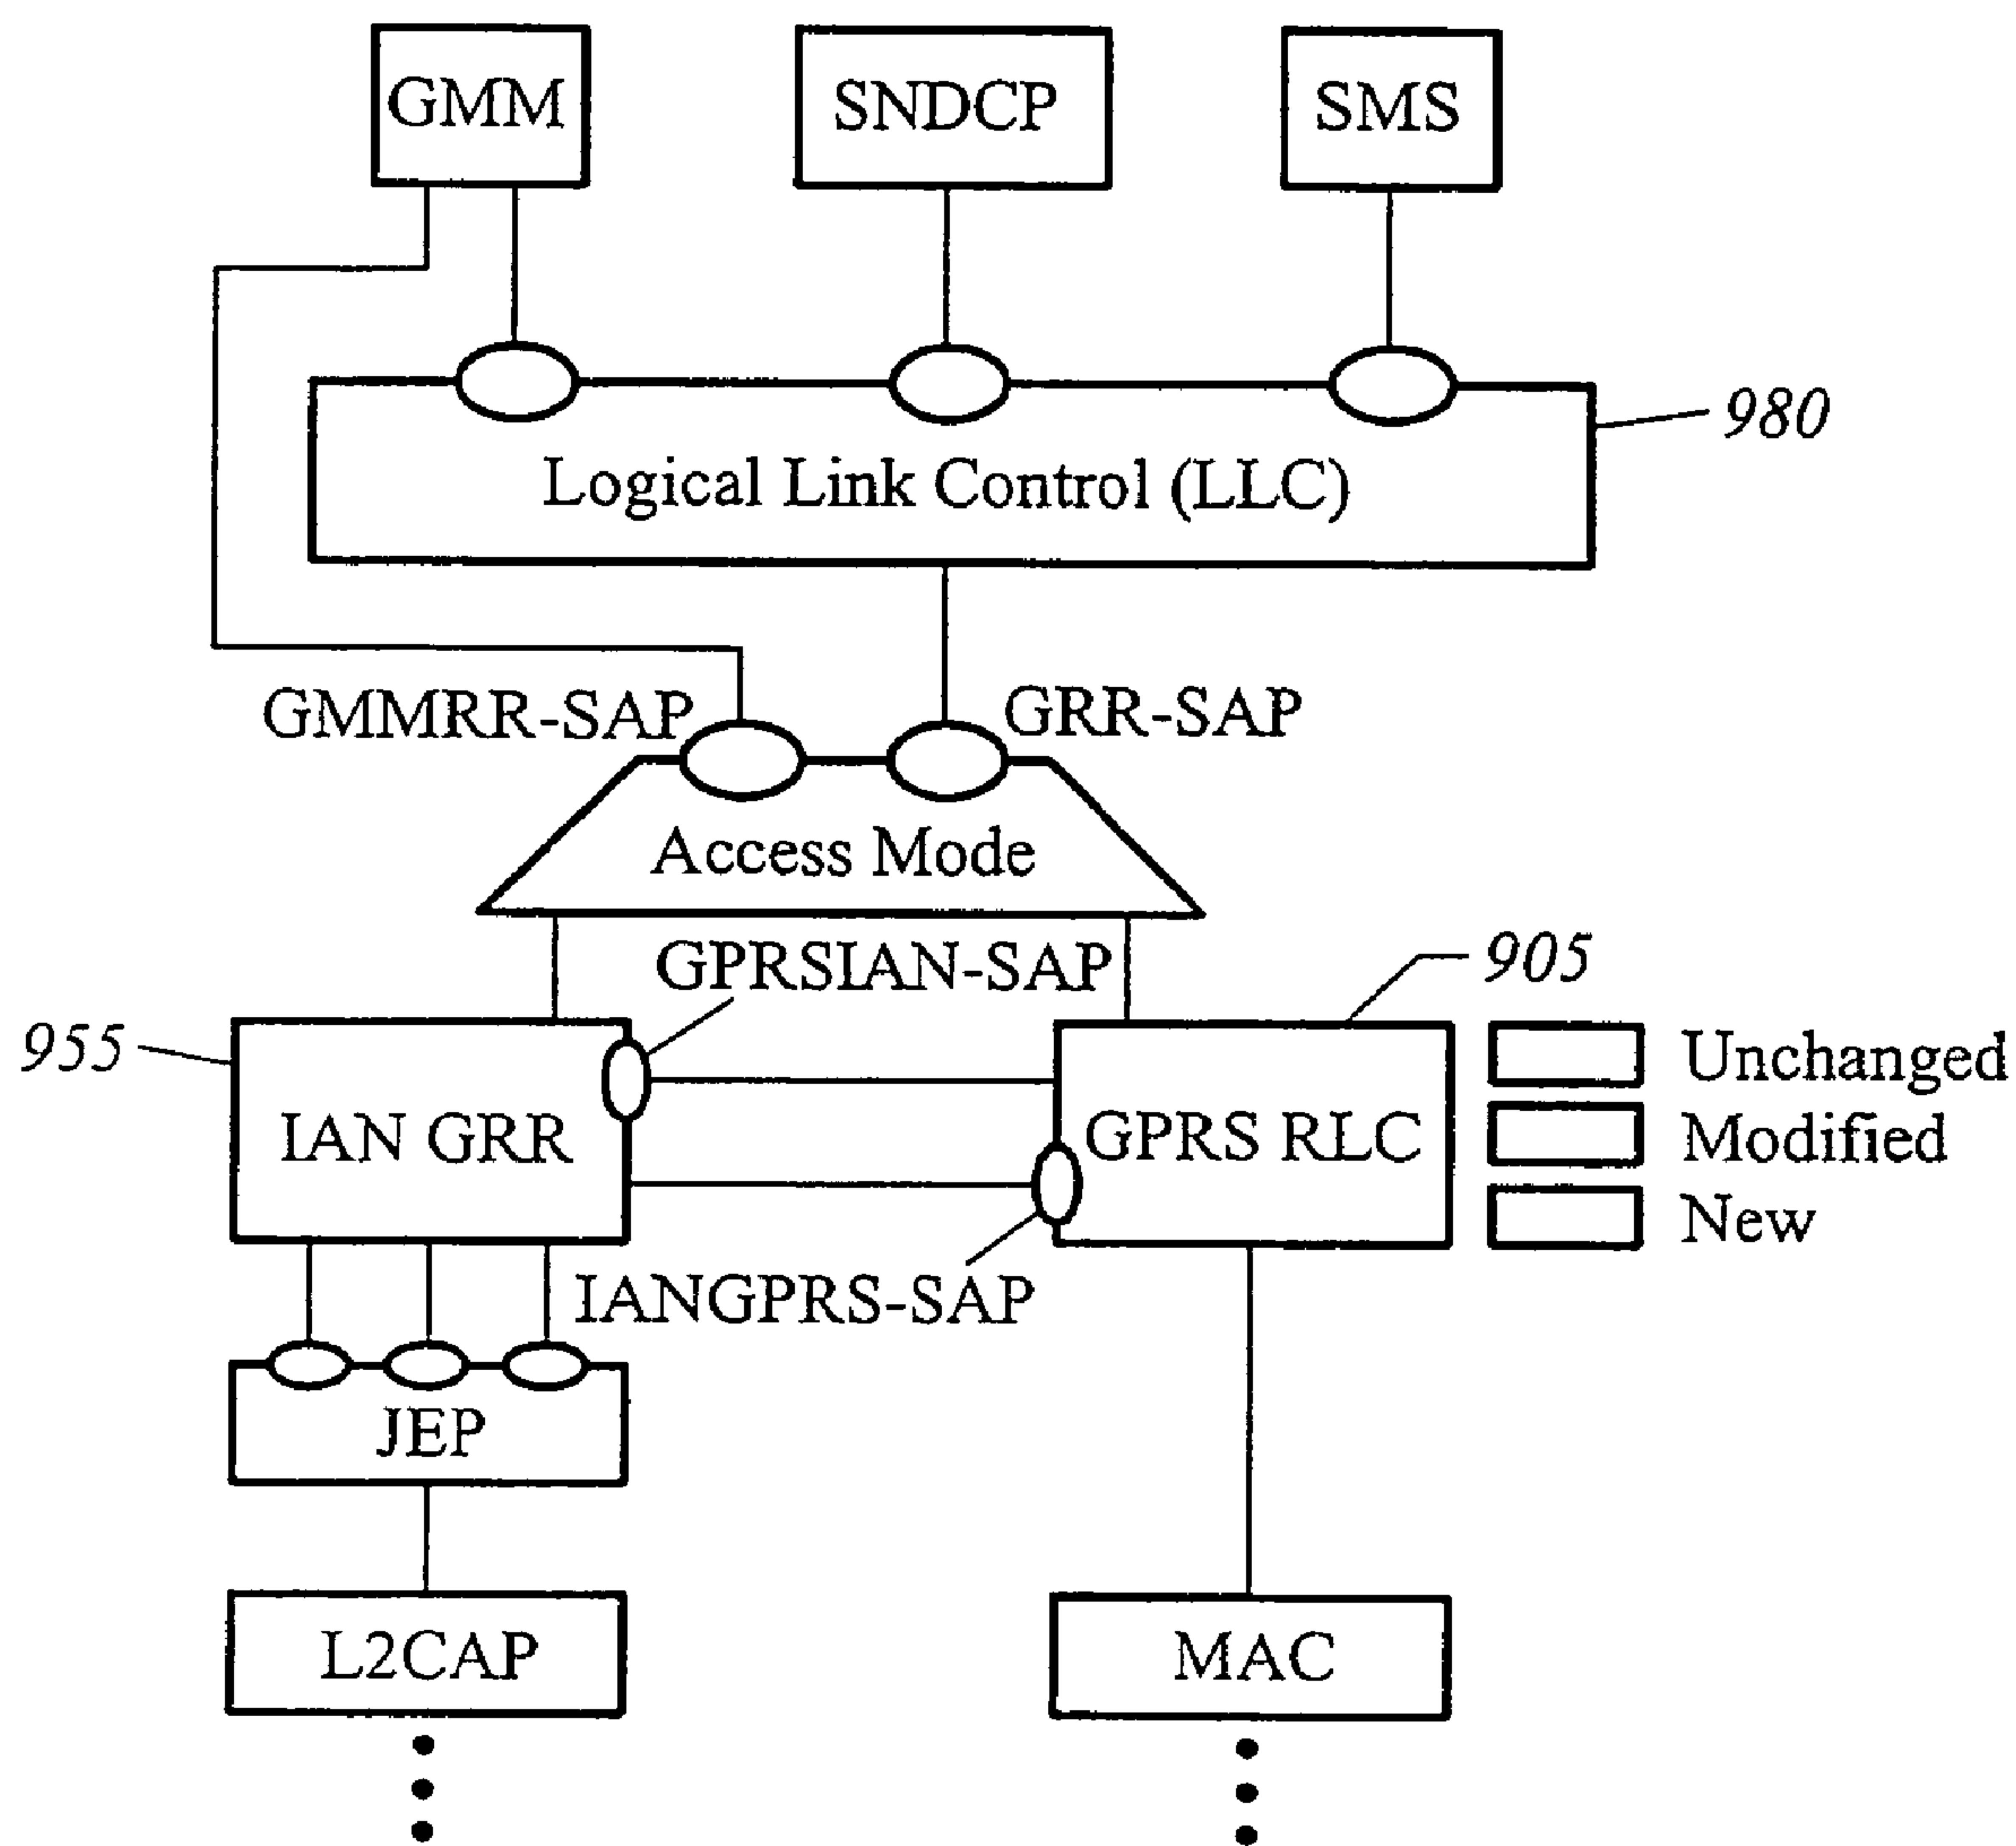 GMM
SNDCP
SMS
980
Logical Link Control (LLC)
GMMRR-SAP
GRR-SAP
Access Mode
GPRSIAN-SAP
905
955
Unchanged
IAN GRR
GPRS RLC
Modified
New
IANGPRS-SAP
JEP
L2CAP
MAC